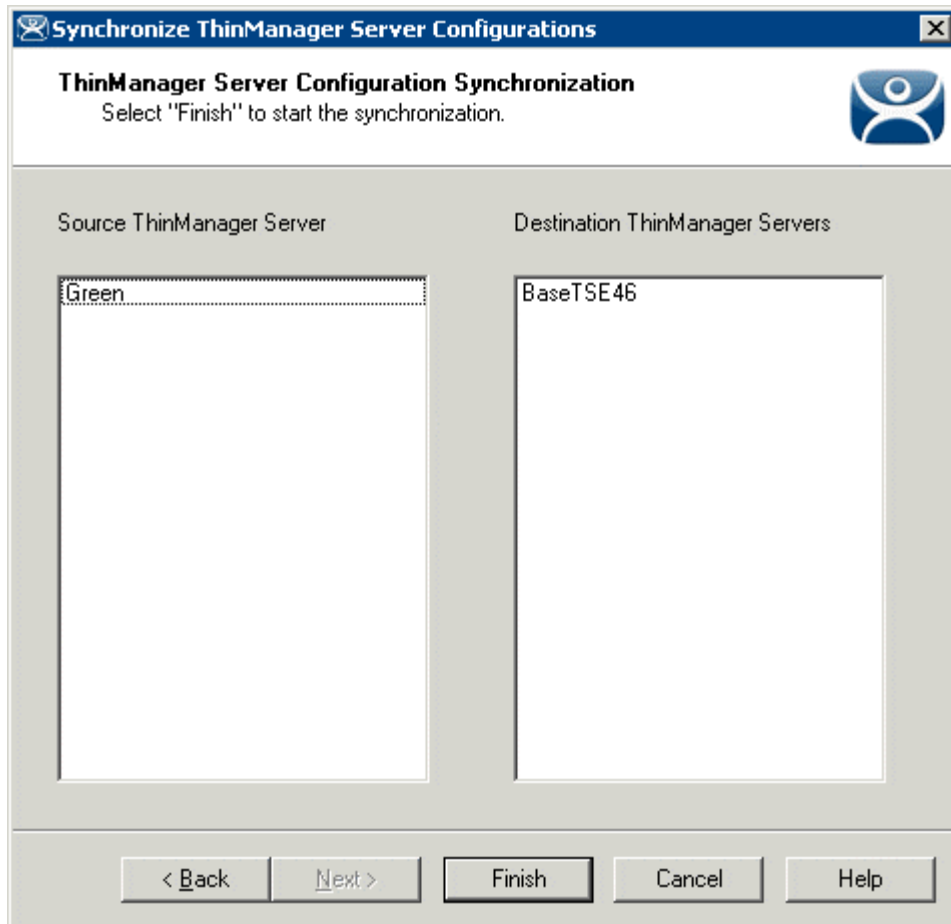 Synchronize ThinManager Server Configurations
ThinManager Server Configuration Synchronization
Select "Finish" to start the synchronization.
Source ThinManager Server
Destination ThinManager Servers
Green
BaseTSE46
< Back
Next >
Finish
Cancel
Help